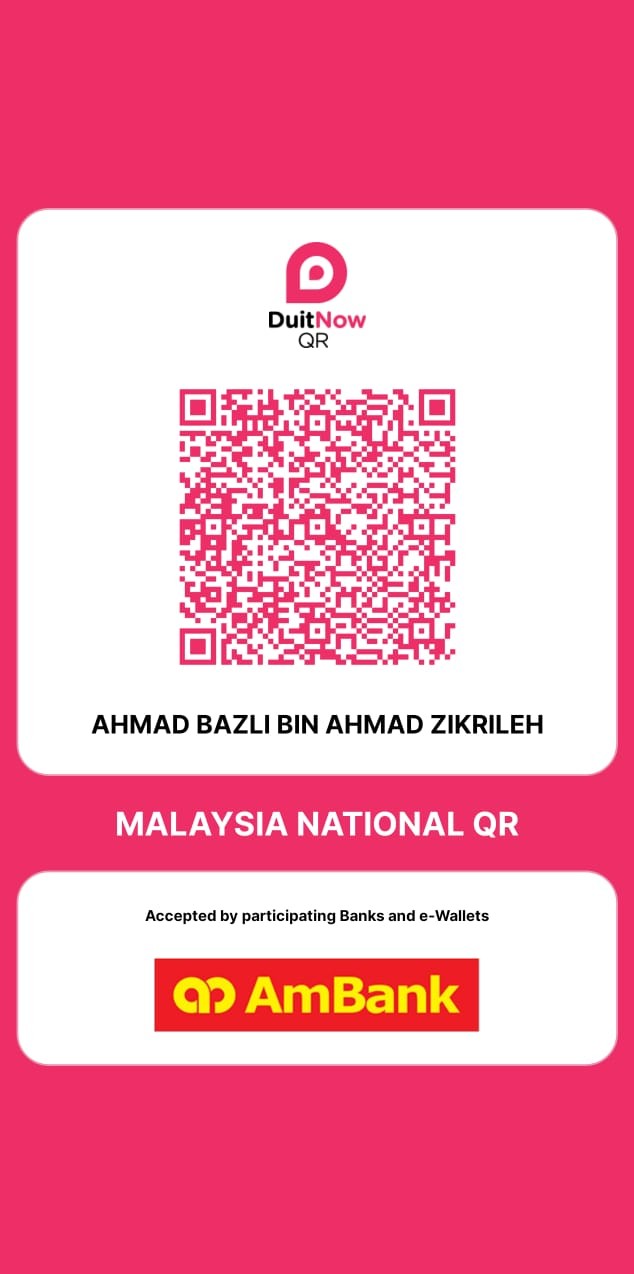 DuitNow
QR
AHMAD BAZLI BIN AHMAD ZIKRILEH
MALAYSIA NATIONAL QR
Accepted by participating Banks and e-Wallets
AmBank